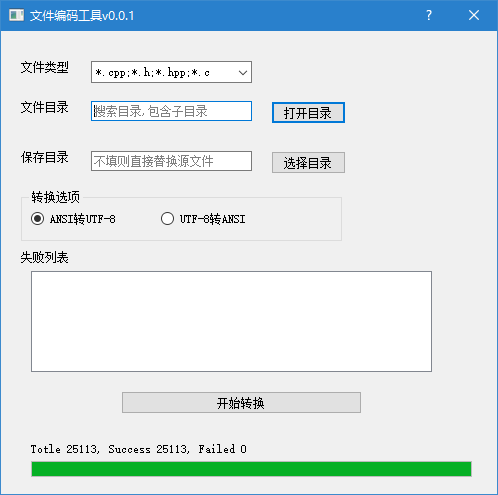 文件编码工具v0.0.1
文件类型
*.cpp;*.h;*.hpp;*.c
文件目录
搜索目录,包含子目录
打开目录
保存目录
不填则直接替换源文件
选择目录
转换选项
ANSI转UTF-8
UTF-8转ANSI
失败列表
开始转换
Totle 25113, Success 25113, Failed 0